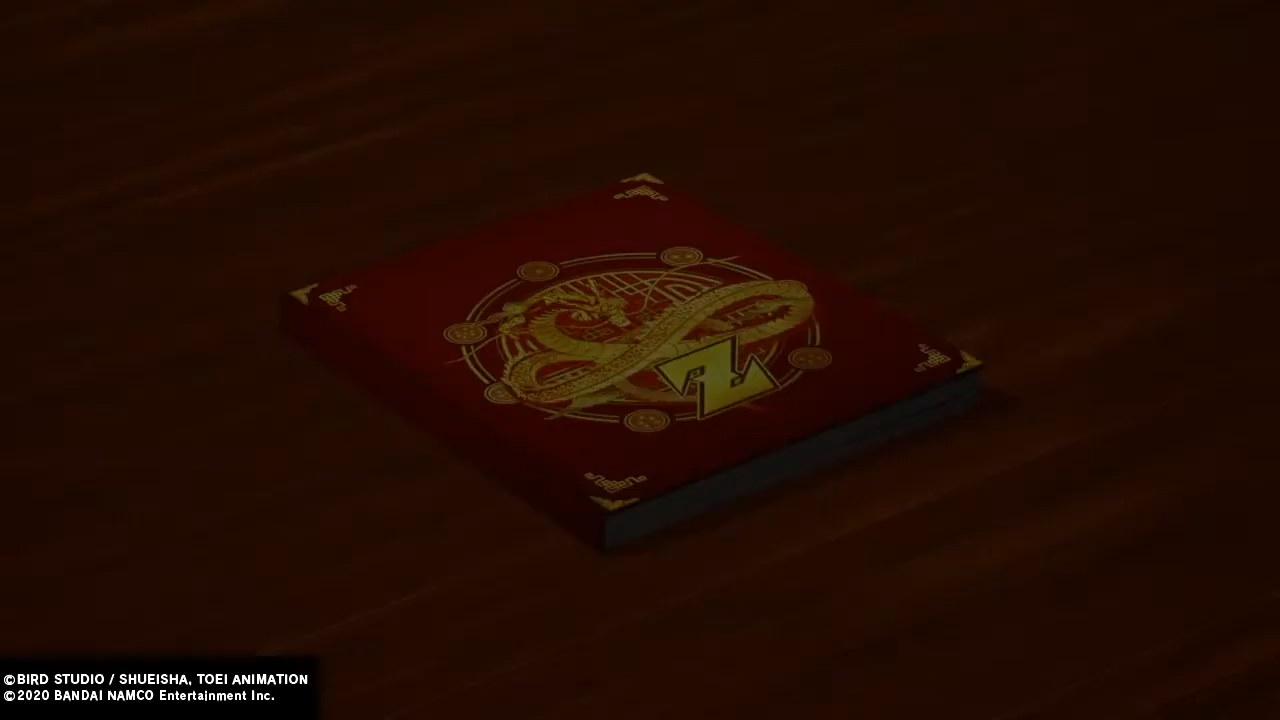 Z
©BIRD STUDIO / SHUEISHA, TOEI ANIMATION
©2020 BANDAI NAMCO Entertainment Inc.